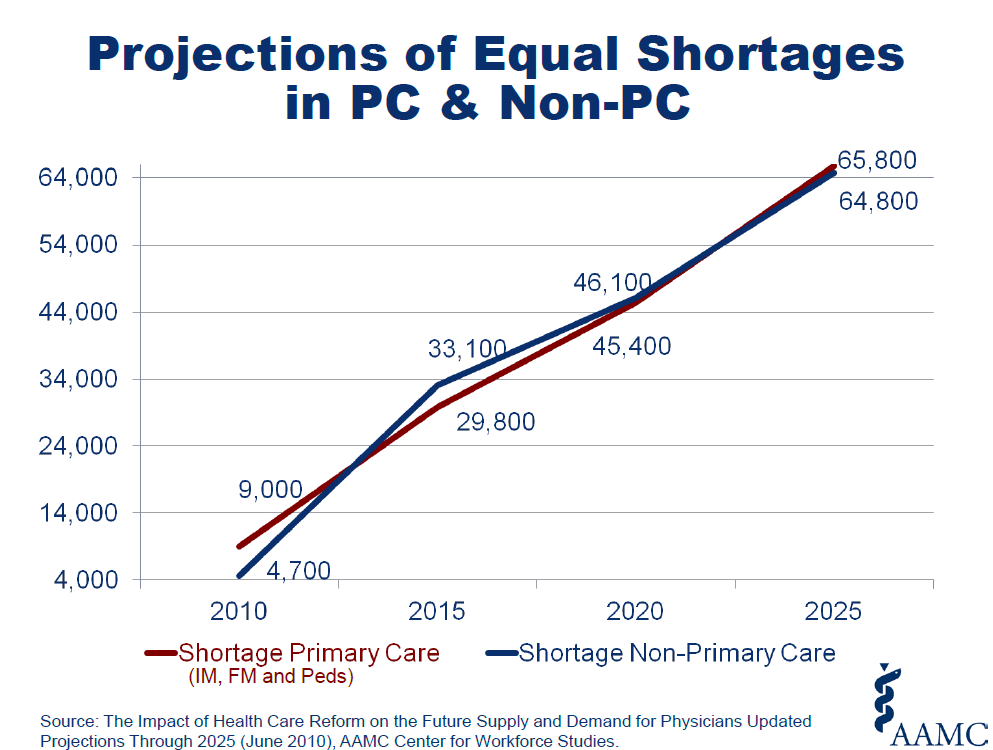 Projections of Equal Shortages
in PC & Non-PC
64,000
54,000
44,000
34,000
24,000
14,000
4,000
65,800
64,800
46,100
45,400
33,100
29,800
9,000
4,700
2010
2015
2020
2025
Shortage Primary Care
(IM, FM and Peds)
Shortage Non-Primary Care
Source: The Impact of Health Care Reform on the Future Supply and Demand for Physicians Updated
Projections Through 2025 (June 2010), AAMC Center for Workforce Studies.
AAMC